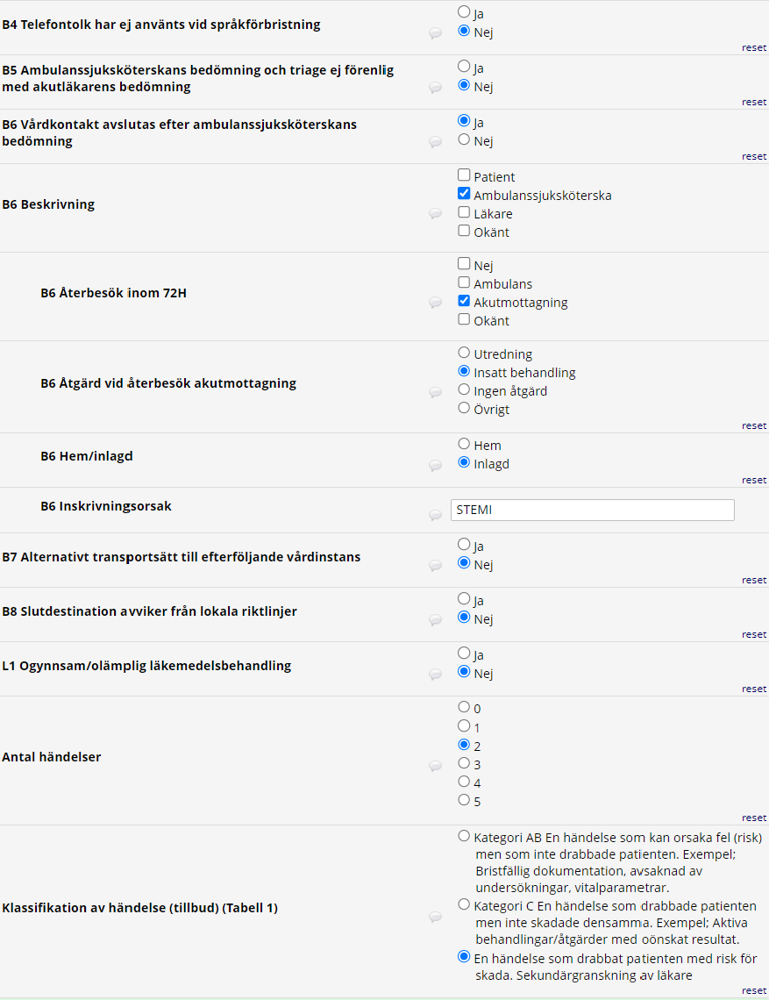 B4 Telefontolk har ej använts vid språkförbristning
Ja
Nej
reset
B5 Ambulanssjuksköterskans bedömning och triage ej förenlig
med akutläkarens bedömning
Ja
Nej
reset
B6 Vårdkontakt avslutas efter ambulanssjuksköterskans
bedömning
Ja
Nej
reset
B6 Beskrivning
Patient
Ambulanssjuksköterska
Läkare
Okänt
B6 Återbesök inom 72H
Nej
Ambulans
Akutmottagning
Okänt
B6 Åtgärd vid återbesök akutmottagning
Utredning
Insatt behandling
Ingen åtgärd
Övrigt
reset
B6 Hem/inlagd
Hem
Inlagd
reset
B6 Inskrivningsorsak
STEMI
B7 Alternativt transportsätt till efterföljande vårdinstans
Ja
Nej
reset
B8 Slutdestination avviker från lokala riktlinjer
Ja
Nej
reset
L1 Ogynnsam/olämplig läkemedelsbehandling
Ja
Nej
reset
Antal händelser
0
1
2
3
4
5
reset
Klassifikation av händelse (tillbud) (Tabell 1)
Kategori AB En händelse som kan orsaka fel (risk)
men som inte drabbade patienten. Exempel;
Bristfällig dokumentation, avsaknad av
undersökningar, vitalparametrar.
Kategori C En händelse som drabbade patienten
men inte skadade densamma. Exempel; Aktiva
behandlingar/åtgärder med oönskat resultat.
En händelse som drabbat patienten med risk för
skada. Sekundärgranskning av läkare
reset